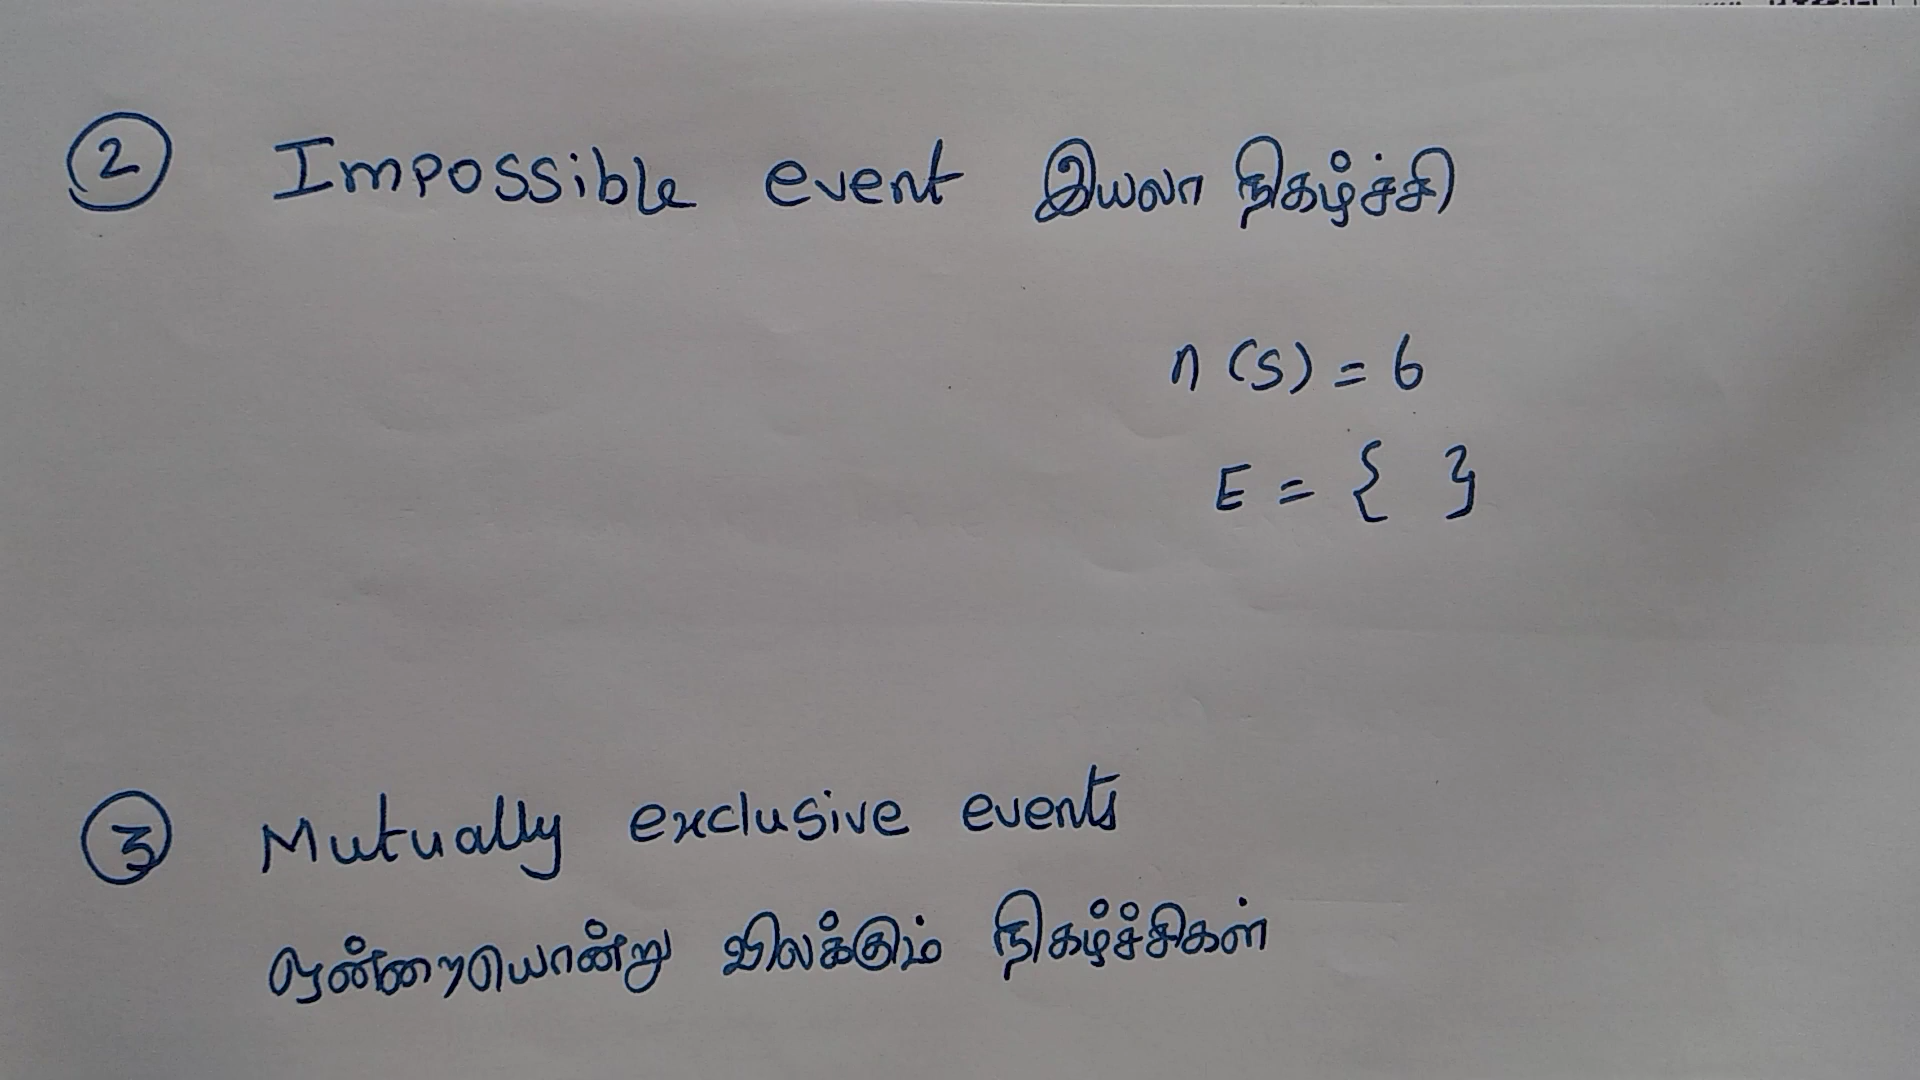 2 Impossible event இயலா நிகழ்ச்சி
n (S) = 6
E = { }
3 Mutually exclusive events
ஒன்றையொன்று விலக்கும் நிகழ்ச்சிகள்